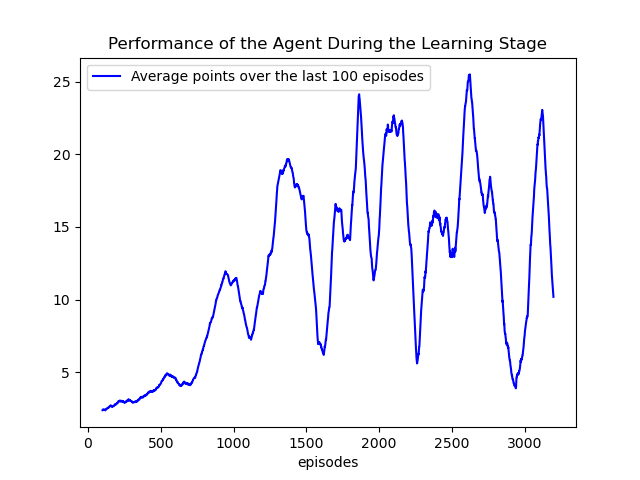 Performance of the Agent During the Learning Stage
Average points over the last 100 episodes
25
20
15
10
5
0 500 1000 1500 2000 2500 3000
episodes